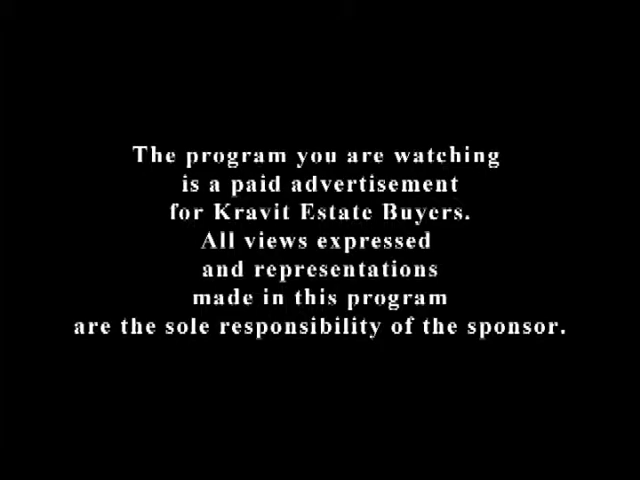 The program you are watching
is a paid advertisement
for Kravit Estate Buyers.
All views expressed
and representations
made in this program
are the sole responsibility of the sponsor.